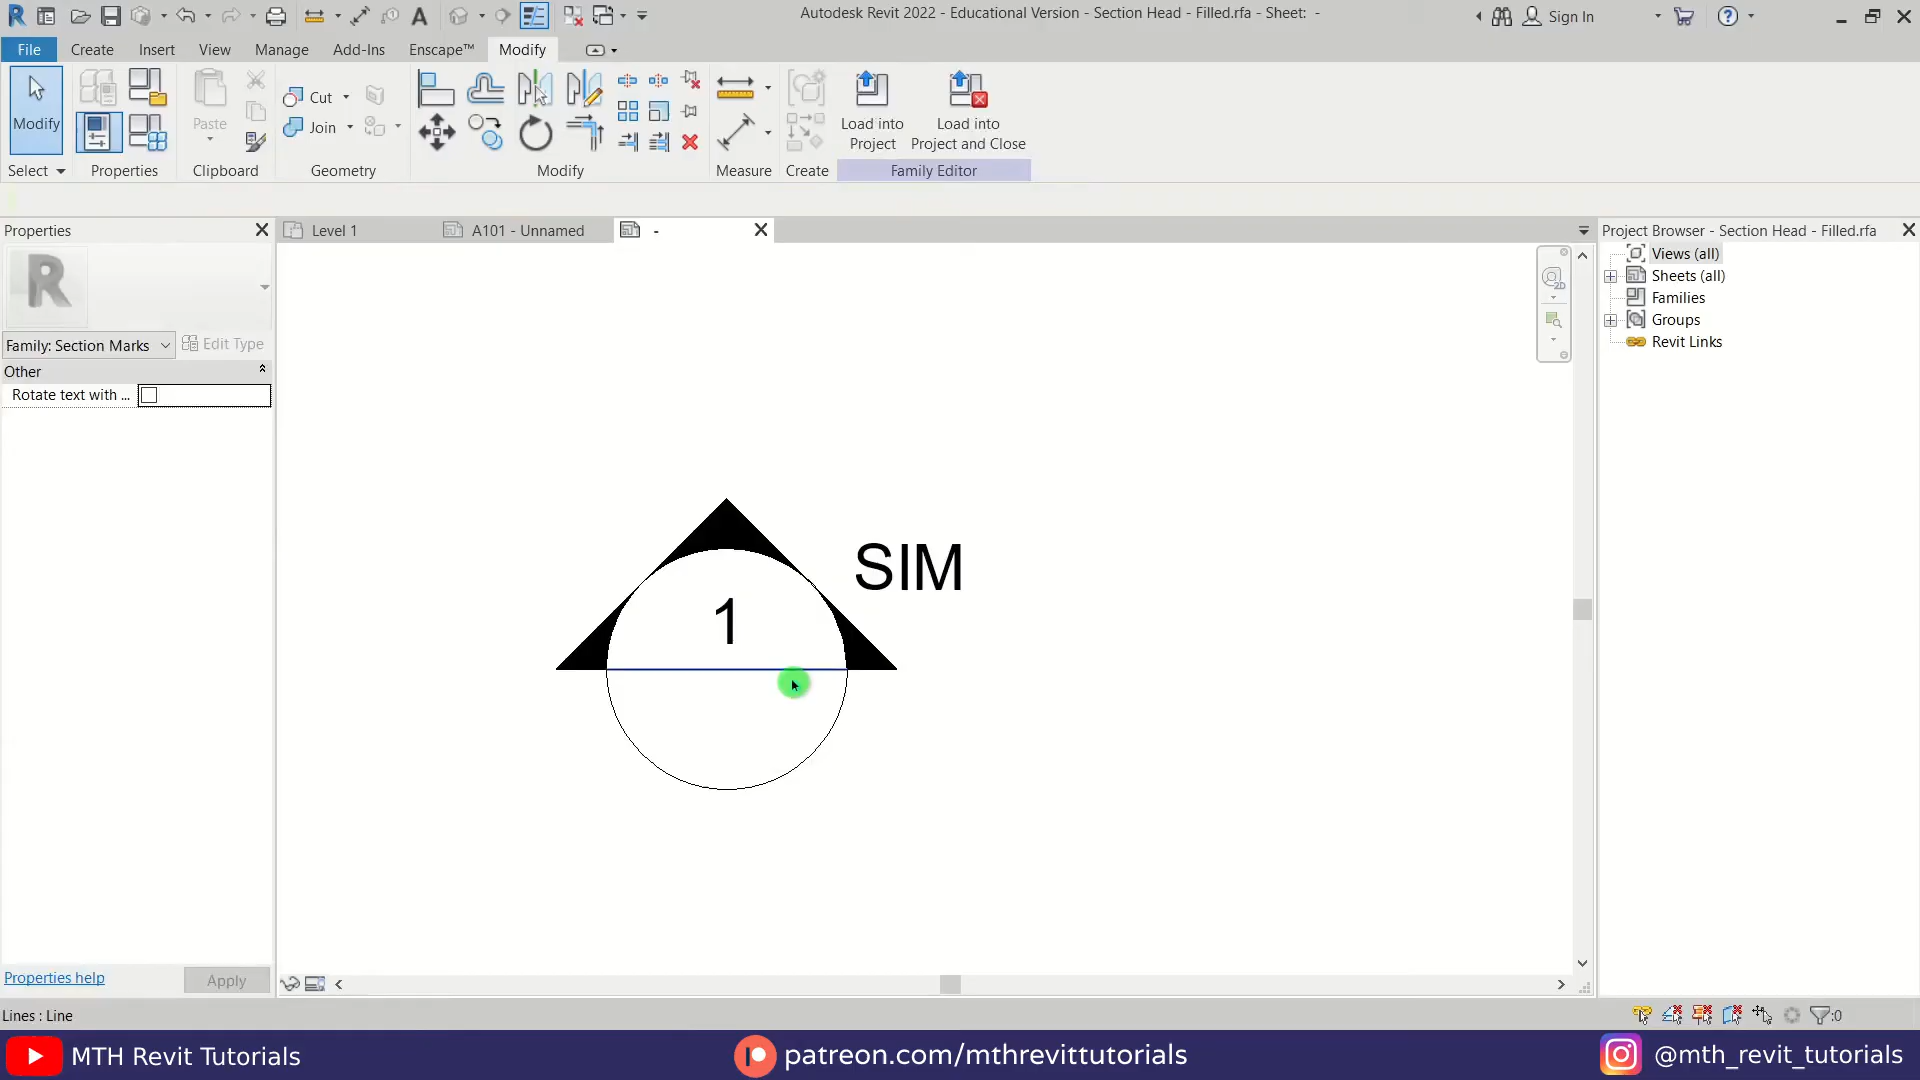 Autodesk Revit 2022 - Educational Version - Section Head - Filled.rfa - Sheet: -
Sign In
File Create Insert View Manage Add-Ins Enscape™ Modify
Modify
Paste
Cut
Join
Load into Project
Load into Project and Close
Select Properties Clipboard Geometry Modify Measure Create Family Editor
Properties
Level 1
A101 - Unnamed
-
Project Browser - Section Head - Filled.rfa
R
Views (all)
Sheets (all)
Families
Groups
Revit Links
Family: Section Marks
Edit Type
Other
Rotate text with ...
2D
SIM
1
Properties help
Apply
Lines : Line
:0
MTH Revit Tutorials
patreon.com/mthrevittutorials
@mth_revit_tutorials